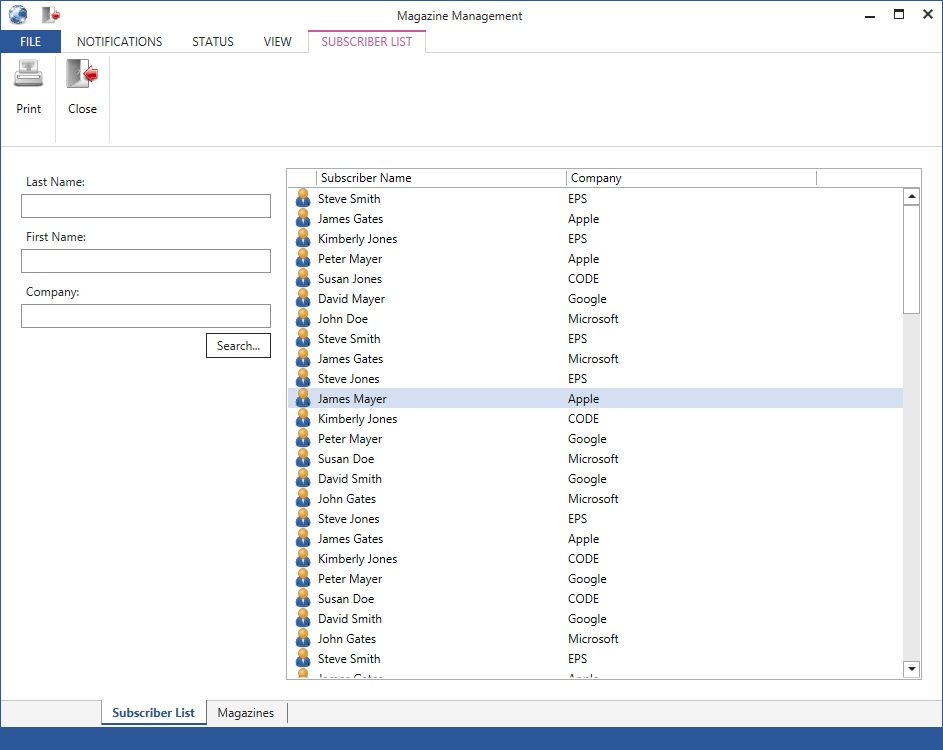 Magazine Management
FILE NOTIFICATIONS STATUS VIEW SUBSCRIBER LIST
Print Close
Last Name:
First Name:
Company:
Search...
Subscriber Name Company
Steve Smith EPS
James Gates Apple
Kimberly Jones EPS
Peter Mayer Apple
Susan Jones CODE
David Mayer Google
John Doe Microsoft
Steve Smith EPS
James Gates Microsoft
Steve Jones EPS
James Mayer Apple
Kimberly Jones CODE
Peter Mayer Google
Susan Doe Microsoft
David Smith Google
John Gates Microsoft
Steve Jones EPS
James Gates Apple
Kimberly Jones CODE
Peter Mayer Google
Susan Doe CODE
David Smith Google
John Gates Microsoft
Steve Smith EPS
Subscriber List Magazines